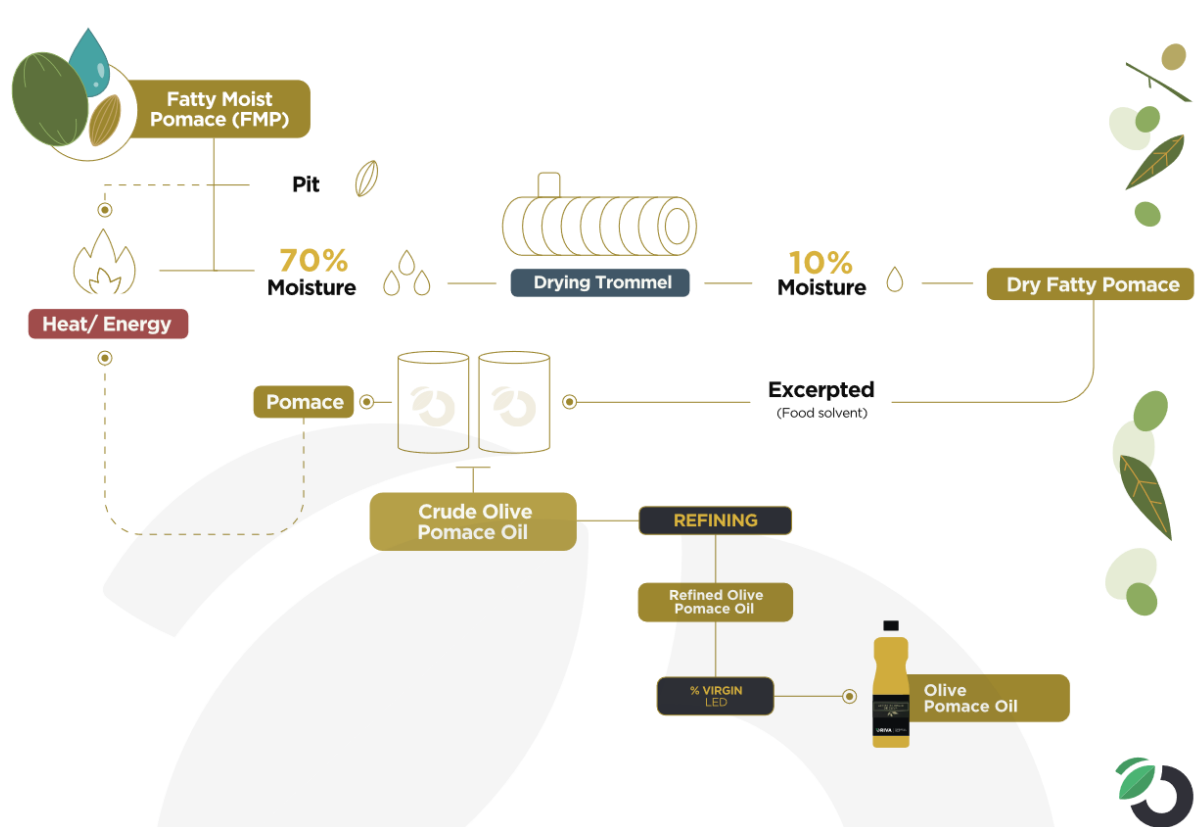 Fatty Moist
Pomace (FMP)
Pit
70%
Moisture
Drying Trommel
10%
Moisture
Dry Fatty Pomace
Heat/ Energy
Pomace
Excerpted
(Food solvent)
Crude Olive
Pomace Oil
REFINING
Refined Olive
Pomace Oil
% VIRGIN
LED
Olive
Pomace Oil
ORIVA